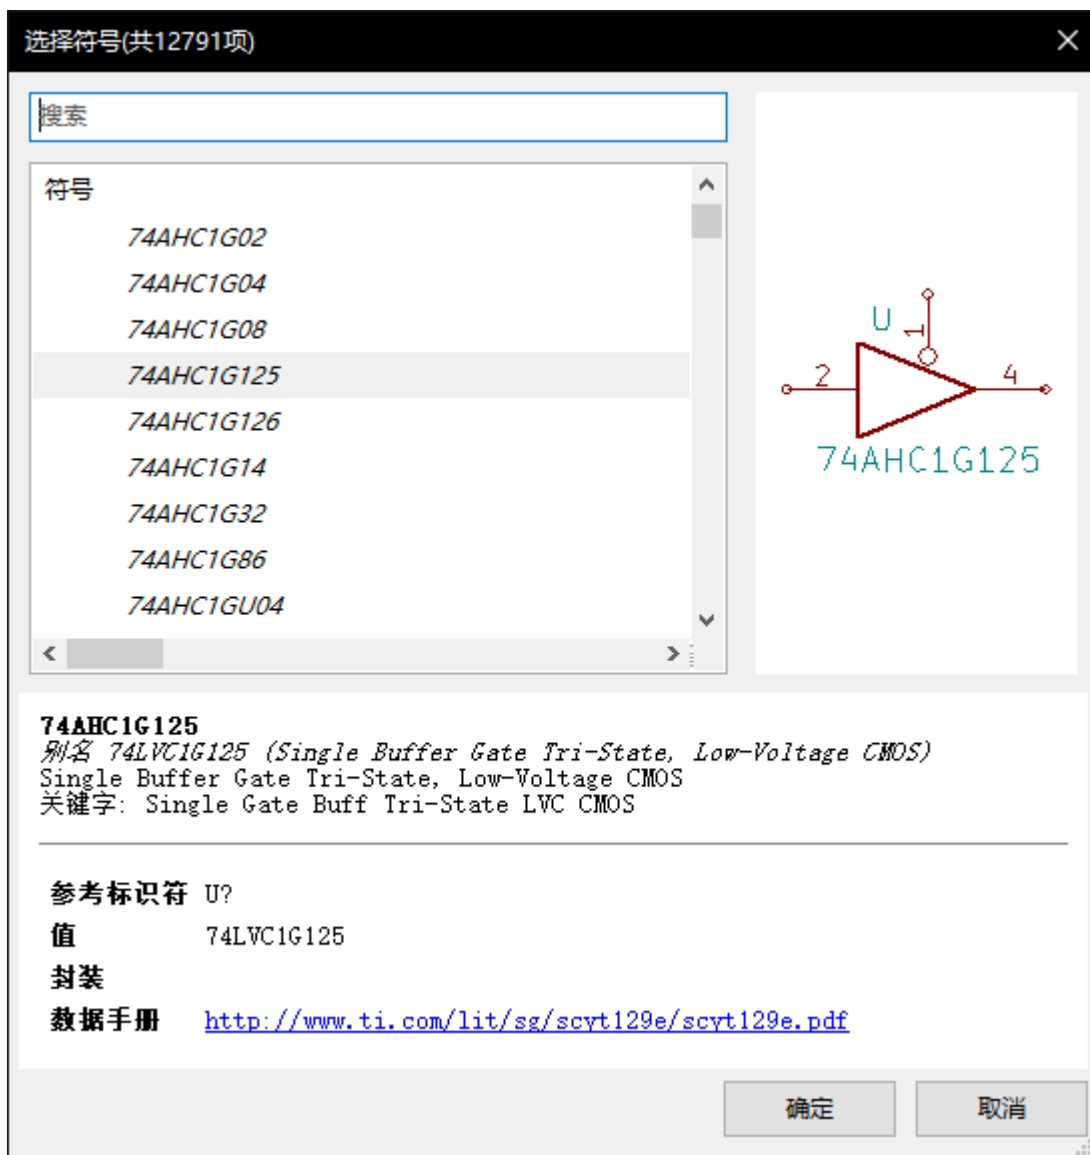 选择符号(共12791项)
搜索
符号
74AHC1G02
74AHC1G04
74AHC1G08
74AHC1G125
74AHC1G126
74AHC1G14
74AHC1G32
74AHC1G86
74AHC1GU04
U
1
2
4
74AHC1G125
74AHC1G125
别名 74LVC1G125 (Single Buffer Gate Tri-State, Low-Voltage CMOS)
Single Buffer Gate Tri-State, Low-Voltage CMOS
关键字: Single Gate Buff Tri-State LVC CMOS
参考标识符 U?
值 74LVC1G125
封装
数据手册 http://www.ti.com/lit/sg/scyt129e/scyt129e.pdf
确定 取消